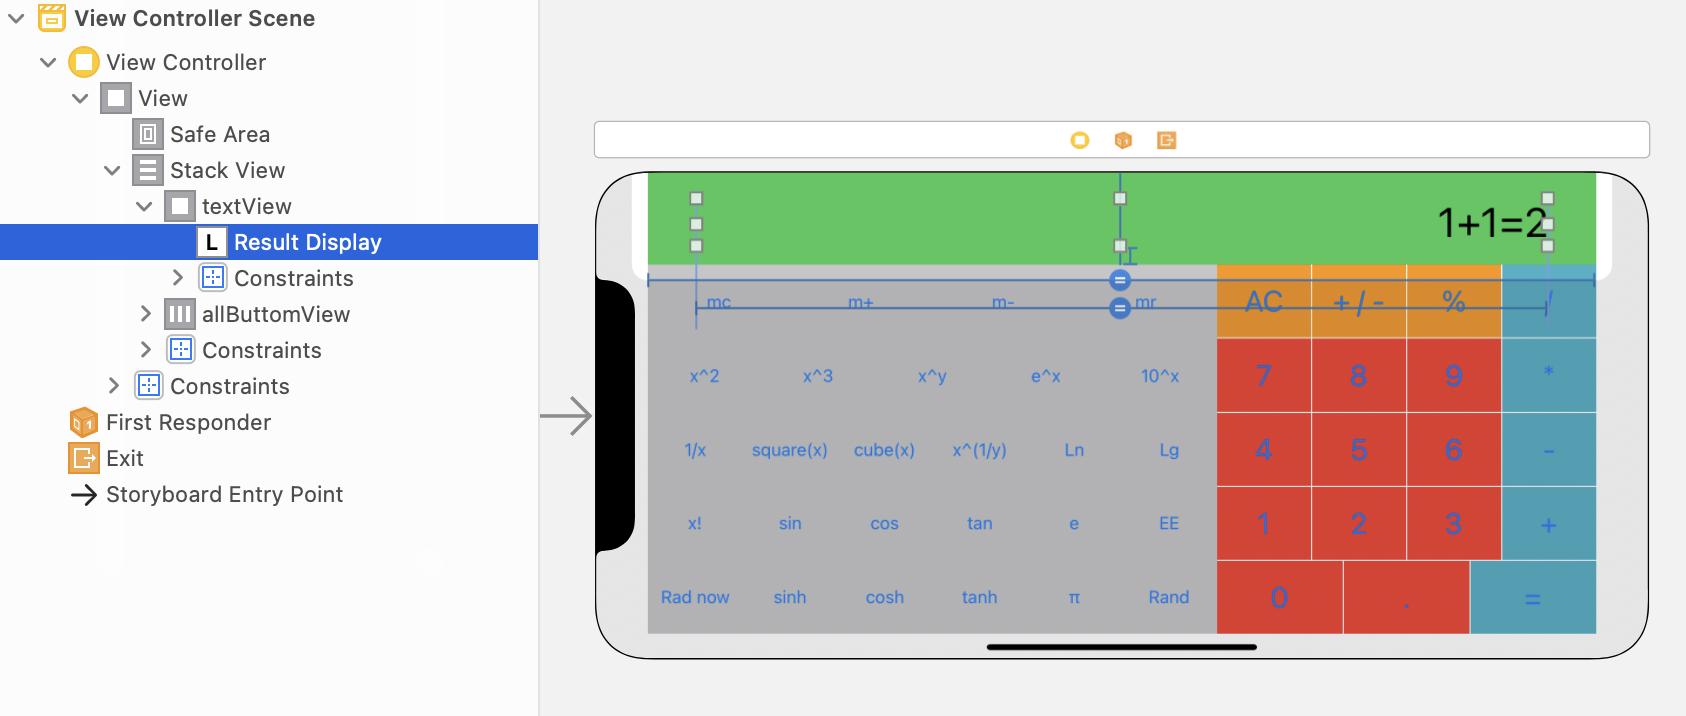 View Controller Scene
View Controller
View
Safe Area
Stack View
textView
L Result Display
Constraints
allButtomView
Constraints
Constraints
First Responder
Exit
Storyboard Entry Point
1+1=2
mc m+ m- mr AC + / - % /
x^2 x^3 x^y e^x 10^x 7 8 9 *
1/x square(x) cube(x) x^(1/y) Ln Lg 4 5 6 -
x! sin cos tan e EE 1 2 3 +
Rad now sinh cosh tanh π Rand 0 . =